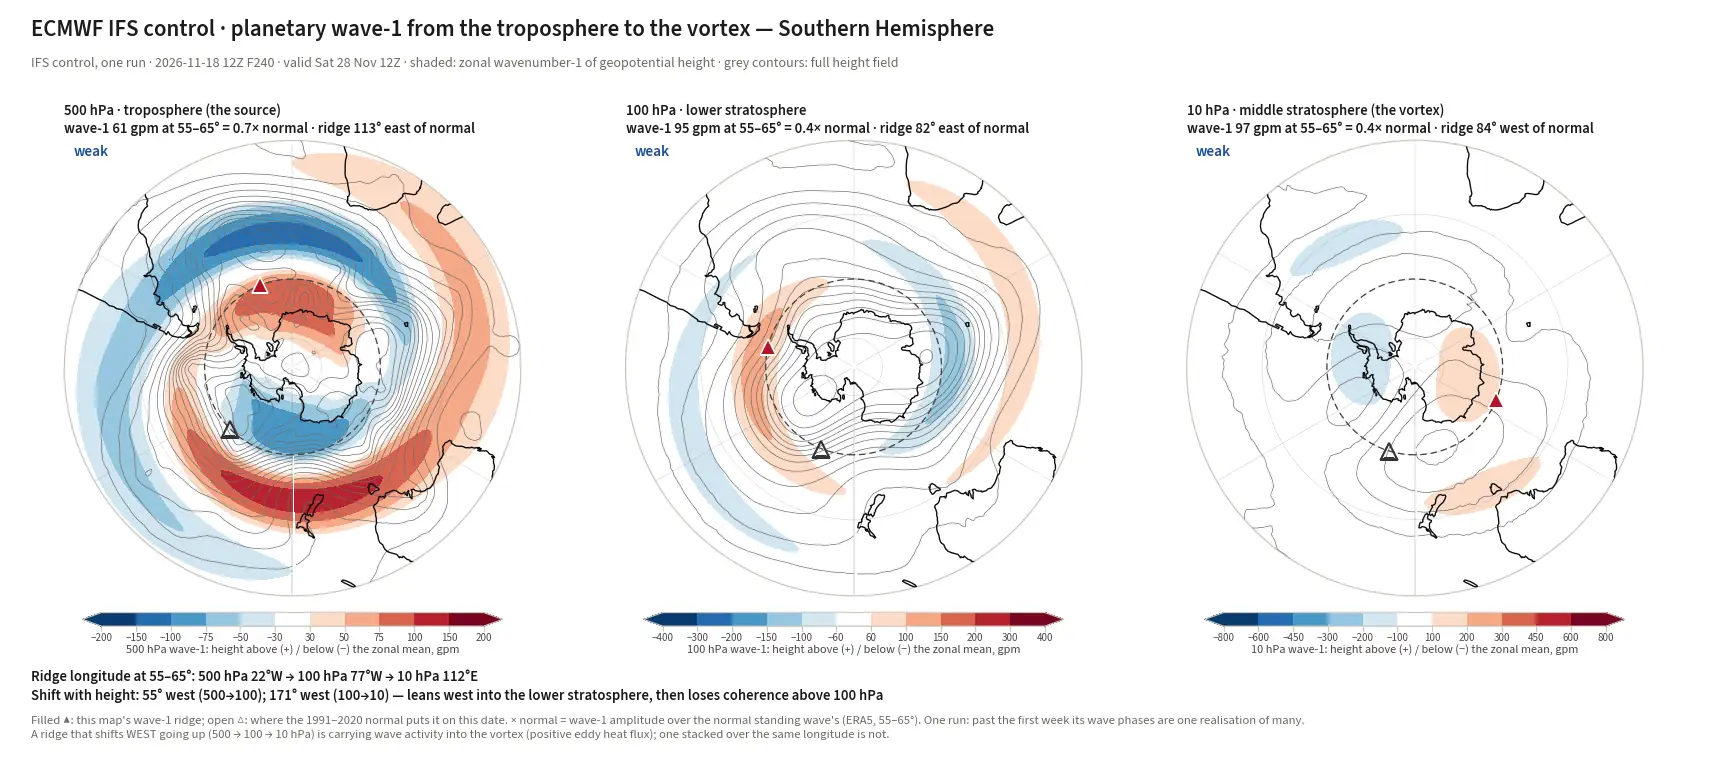 ECMWF IFS control · planetary wave-1 from the troposphere to the vortex — Southern Hemisphere
IFS control, one run · 2026-11-18 12Z F240 · valid Sat 28 Nov 12Z · shaded: zonal wavenumber-1 of geopotential height · grey contours: full height field
500 hPa · troposphere (the source)
wave-1 61 gpm at 55–65° = 0.7× normal · ridge 113° east of normal
weak
100 hPa · lower stratosphere
wave-1 95 gpm at 55–65° = 0.4× normal · ridge 82° east of normal
weak
10 hPa · middle stratosphere (the vortex)
wave-1 97 gpm at 55–65° = 0.4× normal · ridge 84° west of normal
weak
−200 −150 −100 −75 −50 −30 30 50 75 100 150 200
500 hPa wave-1: height above (+) / below (−) the zonal mean, gpm
−400 −300 −200 −150 −100 −60 60 100 150 200 300 400
100 hPa wave-1: height above (+) / below (−) the zonal mean, gpm
−800 −600 −450 −300 −200 −100 100 200 300 450 600 800
10 hPa wave-1: height above (+) / below (−) the zonal mean, gpm
Ridge longitude at 55–65°: 500 hPa 22°W → 100 hPa 77°W → 10 hPa 112°E
Shift with height: 55° west (500→100); 171° west (100→10) — leans west into the lower stratosphere, then loses coherence above 100 hPa
Filled ▲: this map's wave-1 ridge; open △: where the 1991–2020 normal puts it on this date. × normal = wave-1 amplitude over the normal standing wave's (ERA5, 55–65°). One run: past the first week its wave phases are one realisation of many.
A ridge that shifts WEST going up (500 → 100 → 10 hPa) is carrying wave activity into the vortex (positive eddy heat flux); one stacked over the same longitude is not.